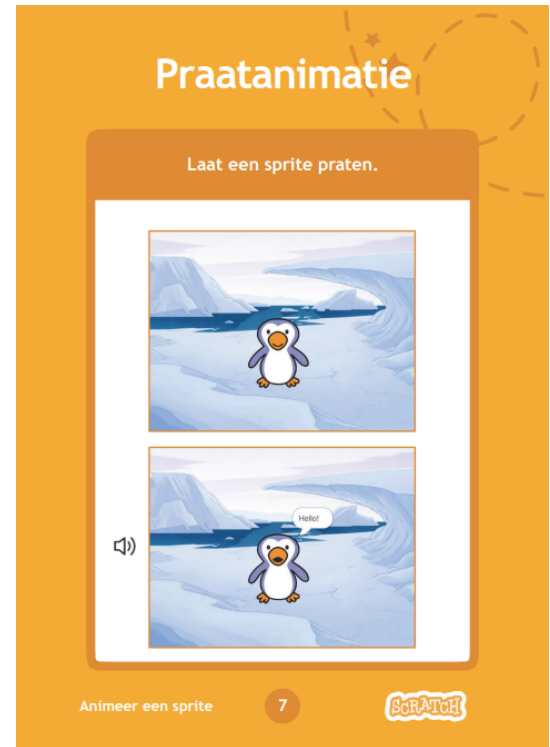 Praatanimatie
Laat een sprite praten.
Hello!
Animeer een sprite
7
SCRATCH